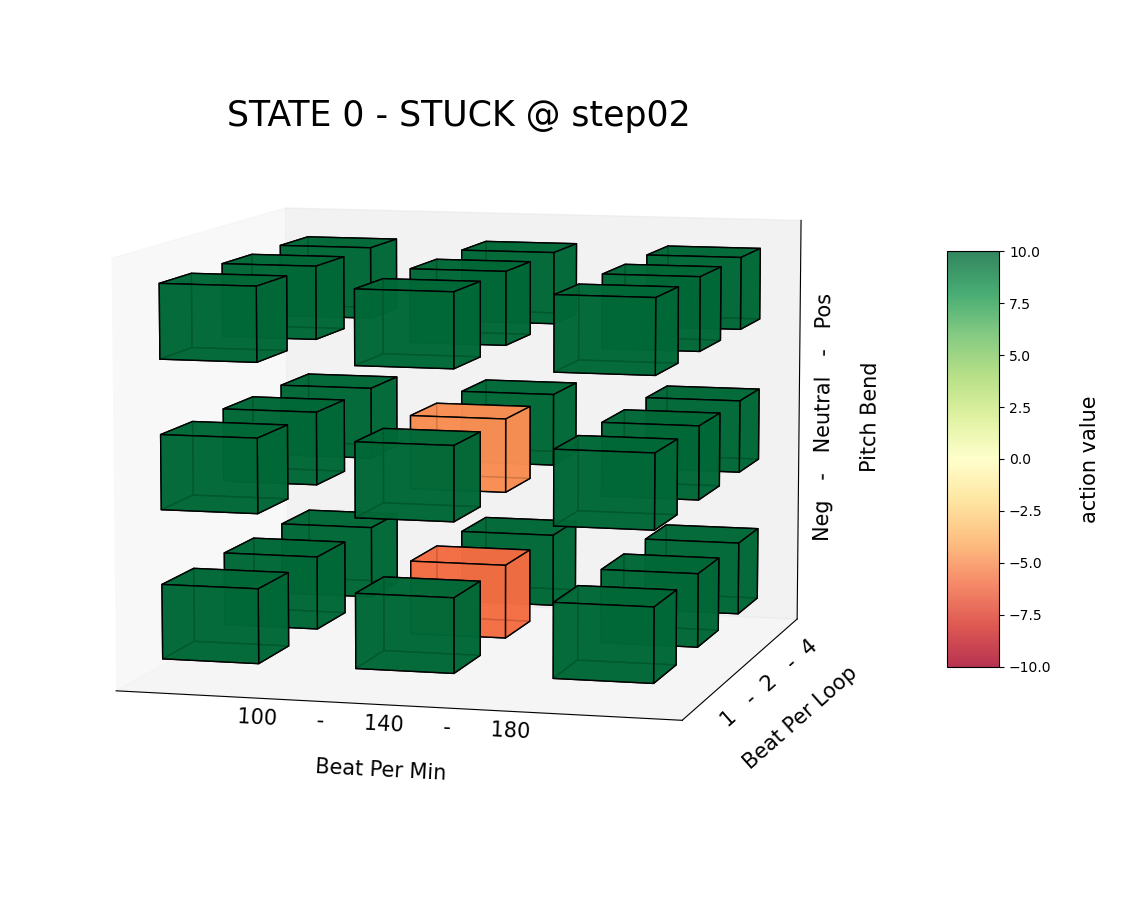 STATE 0 - STUCK @ step02
Neg - Neutral - Pos
Pitch Bend
1 - 2 - 4
Beat Per Loop
100 - 140 - 180
Beat Per Min
10.0
7.5
5.0
2.5
0.0
−2.5
−5.0
−7.5
−10.0
action value